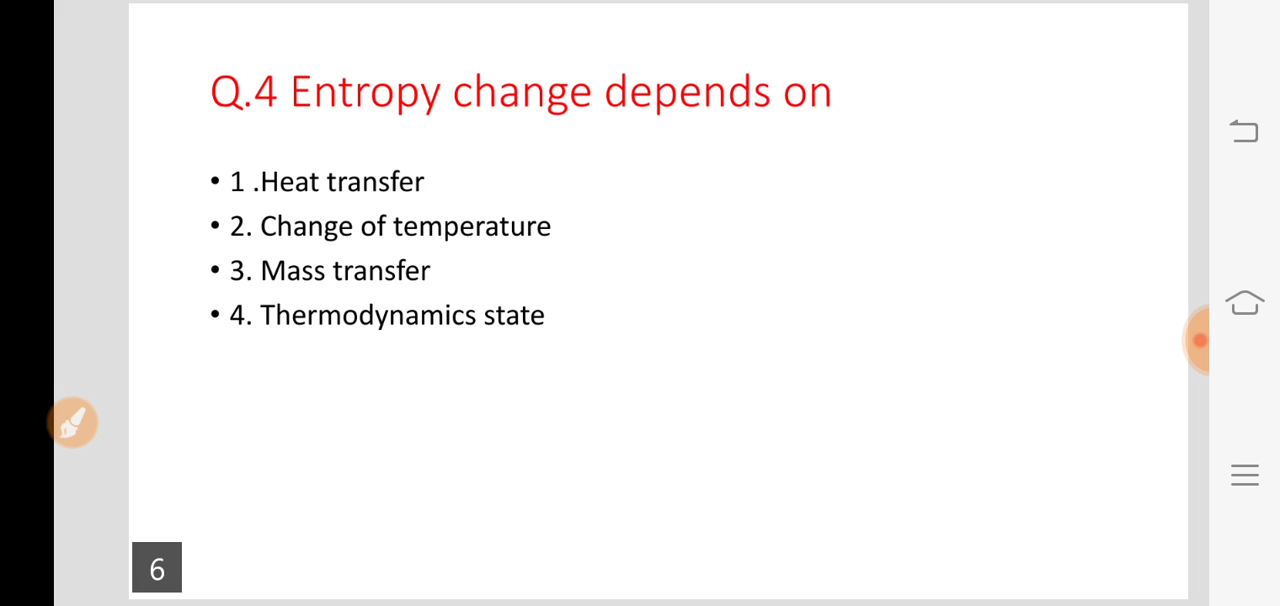 Q.4 Entropy change depends on
• 1 .Heat transfer
• 2. Change of temperature
• 3. Mass transfer
• 4. Thermodynamics state
6